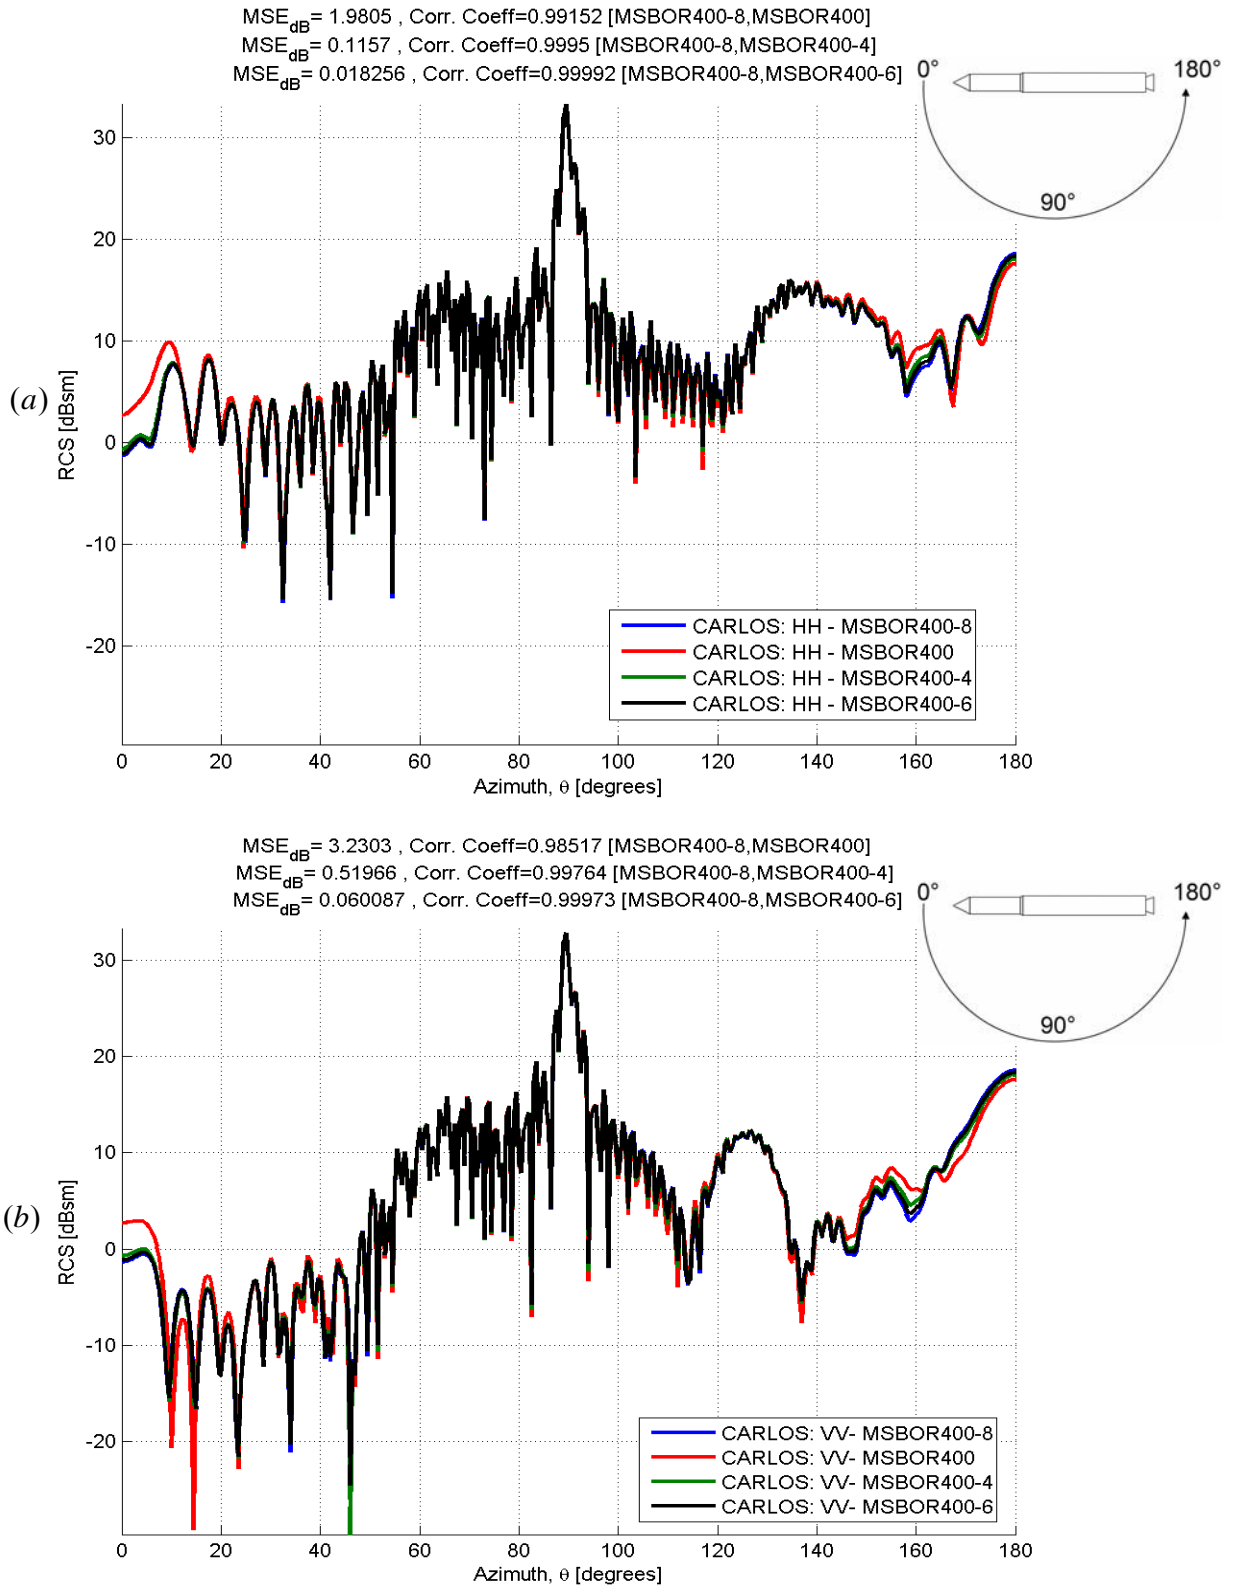 MSE_dB= 1.9805 , Corr. Coeff=0.99152 [MSBOR400-8,MSBOR400]
MSE_dB= 0.1157 , Corr. Coeff=0.9995 [MSBOR400-8,MSBOR400-4]
MSE_dB= 0.018256 , Corr. Coeff=0.99992 [MSBOR400-8,MSBOR400-6]
0° 180°
90°
(a)
RCS [dBsm]
30
20
10
0
-10
-20
CARLOS: HH - MSBOR400-8
CARLOS: HH - MSBOR400
CARLOS: HH - MSBOR400-4
CARLOS: HH - MSBOR400-6
0 20 40 60 80 100 120 140 160 180
Azimuth, θ [degrees]
MSE_dB= 3.2303 , Corr. Coeff=0.98517 [MSBOR400-8,MSBOR400]
MSE_dB= 0.51966 , Corr. Coeff=0.99764 [MSBOR400-8,MSBOR400-4]
MSE_dB= 0.060087 , Corr. Coeff=0.99973 [MSBOR400-8,MSBOR400-6]
0° 180°
90°
(b)
RCS [dBsm]
30
20
10
0
-10
-20
CARLOS: VV- MSBOR400-8
CARLOS: VV- MSBOR400
CARLOS: VV- MSBOR400-4
CARLOS: VV- MSBOR400-6
0 20 40 60 80 100 120 140 160 180
Azimuth, θ [degrees]